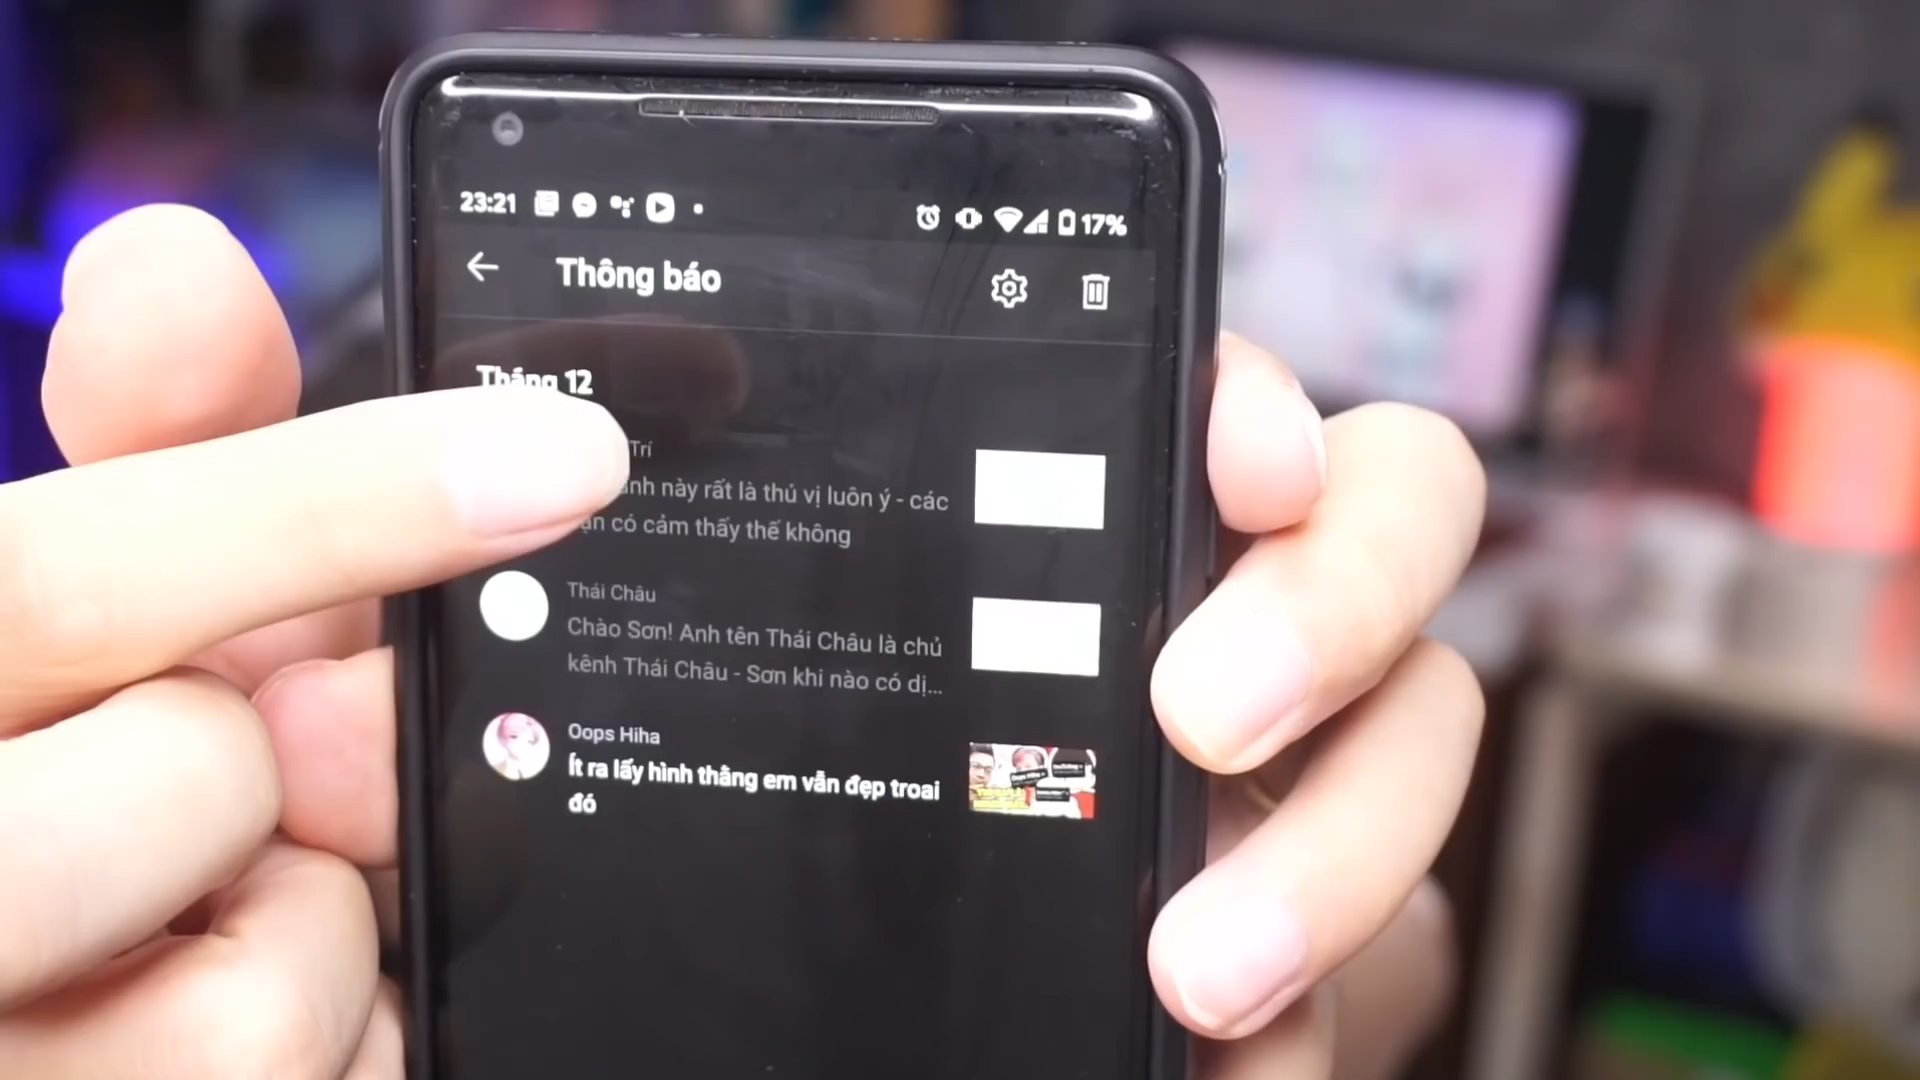 23:21
17%
Thông báo
Tháng 12
Trí
này rất là thú vị luôn ý - các
có cảm thấy thế không
Thái Châu
Chào Sơn! Anh tên Thái Châu là chủ
kênh Thái Châu - Sơn khi nào có dị...
Oops Hiha
Ít ra lấy hình thằng em vẫn đẹp troai
đó